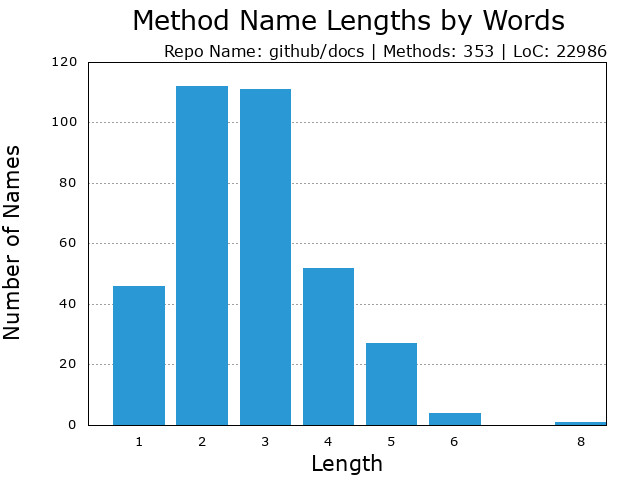 Method Name Lengths by Words
Repo Name: github/docs | Methods: 353 | LoC: 22986
120
100
80
60
40
20
0
Number of Names
1 2 3 4 5 6 8
Length